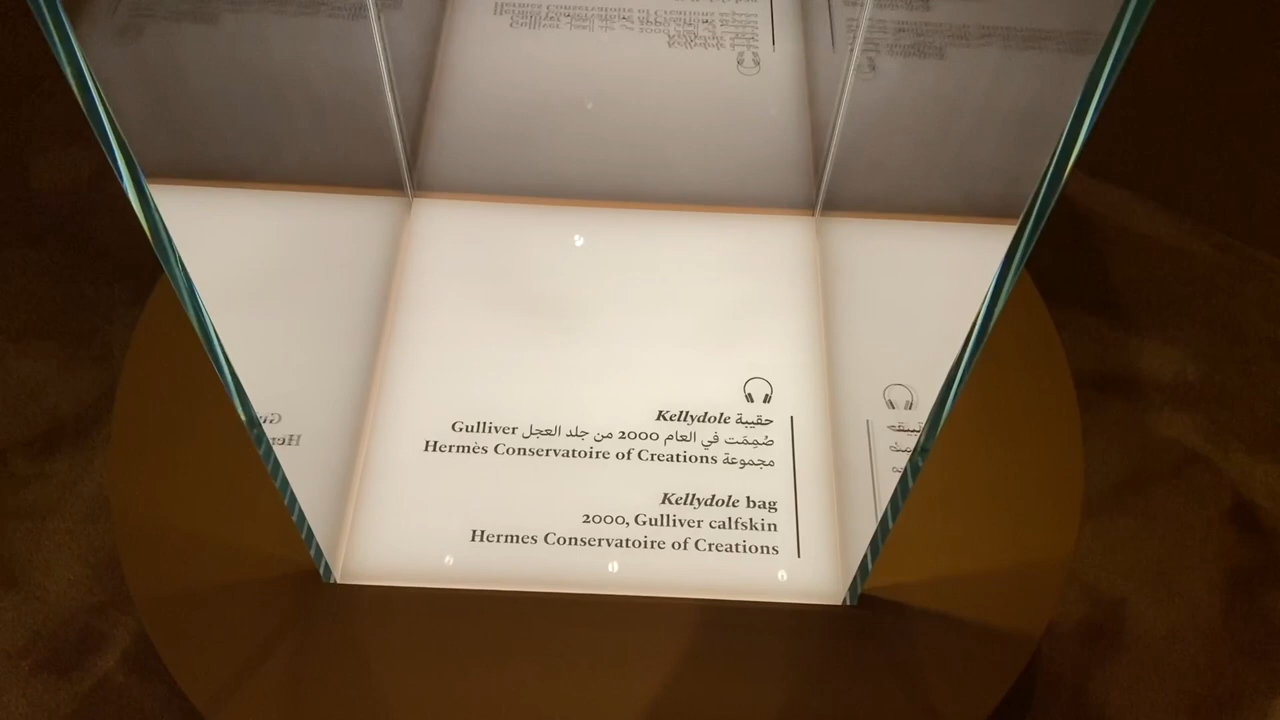 حقيبة Kellydole
صُمِمَت في العام 2000 من جلد العجل Gulliver
مجموعة Hermès Conservatoire of Creations
Kellydole bag
2000, Gulliver calfskin
Hermes Conservatoire of Creations